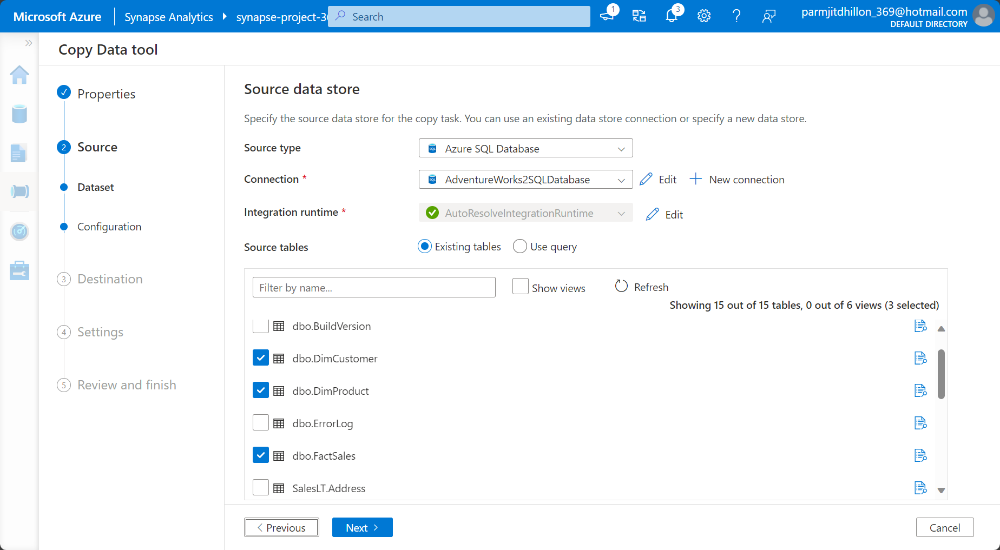 Microsoft Azure
Synapse Analytics
synapse-project-3
Search
1
3
parmjitdhillon_369@hotmail.com
DEFAULT DIRECTORY
Copy Data tool
Properties
2 Source
Dataset
Configuration
3 Destination
4 Settings
5 Review and finish
Source data store
Specify the source data store for the copy task. You can use an existing data store connection or specify a new data store.
Source type
SQL Azure SQL Database
Connection *
SQL AdventureWorks2SQLDatabase
Edit
New connection
Integration runtime *
AutoResolveIntegrationRuntime
Edit
Source tables
Existing tables
Use query
Filter by name...
Show views
Refresh
Showing 15 out of 15 tables, 0 out of 6 views (3 selected)
dbo.BuildVersion
dbo.DimCustomer
dbo.DimProduct
dbo.ErrorLog
dbo.FactSales
SalesLT.Address
Previous
Next
Cancel